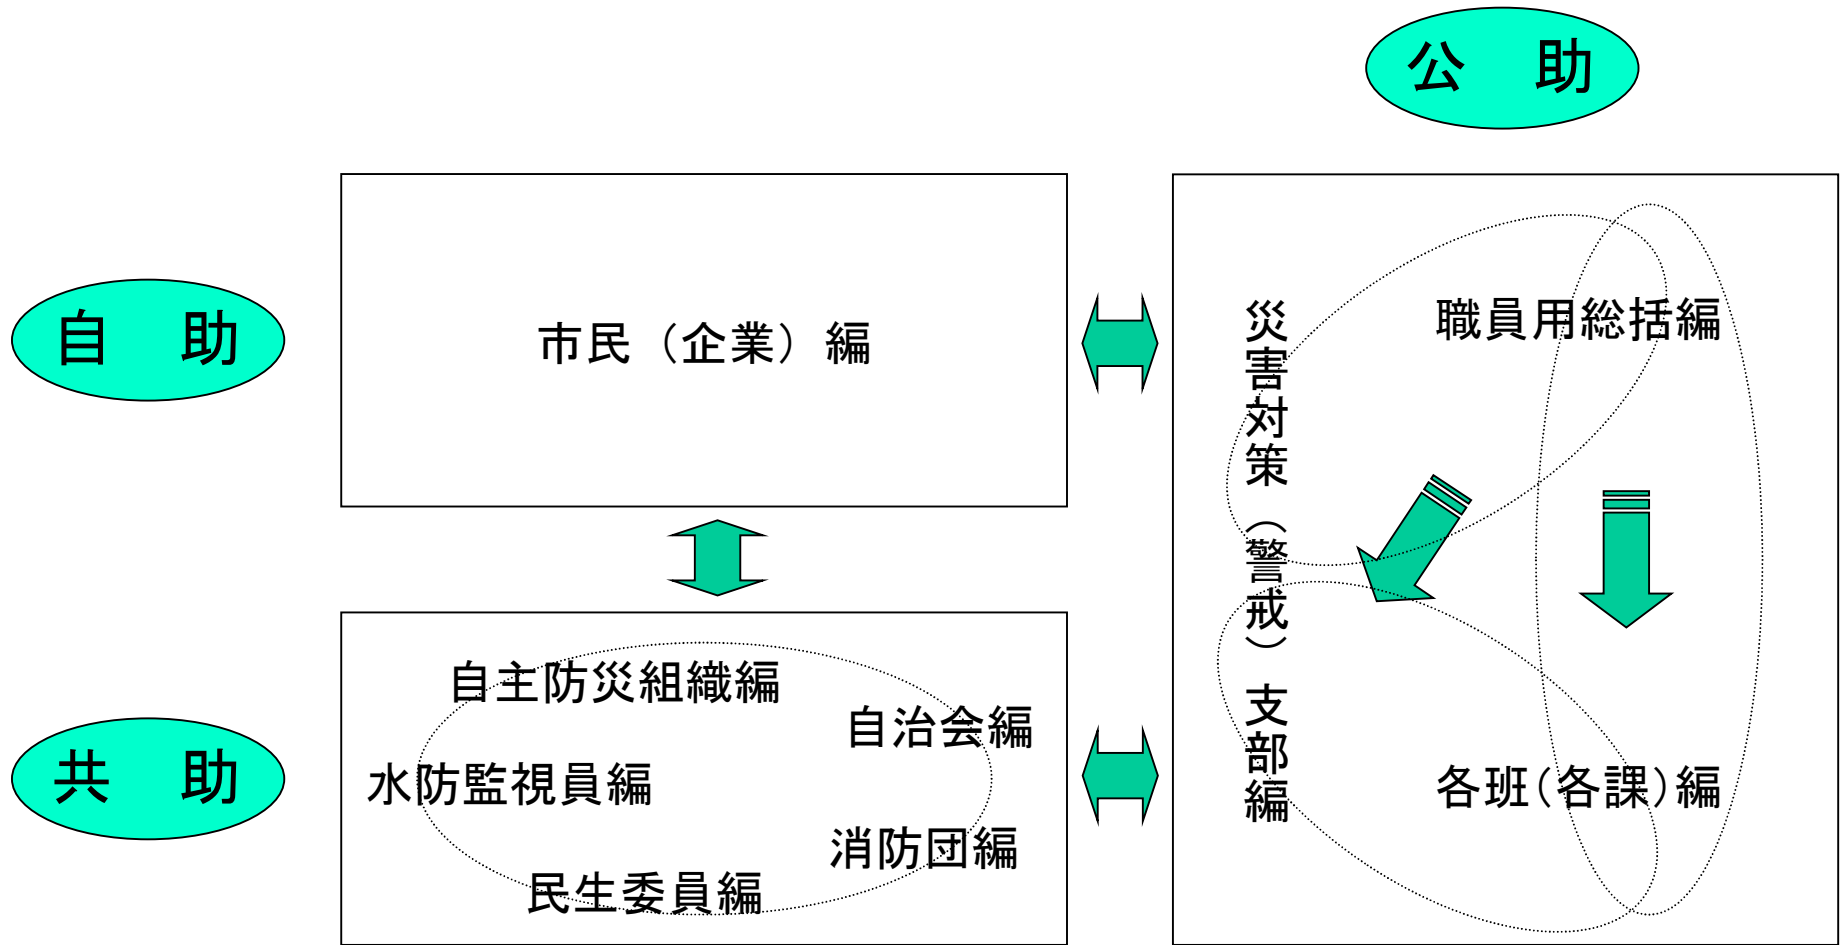 公　助
自　助
市民（企業）編
災害対策（警戒）支部編
職員用総括編
共　助
自主防災組織編
自治会編
水防監視員編
消防団編
民生委員編
各班(各課)編